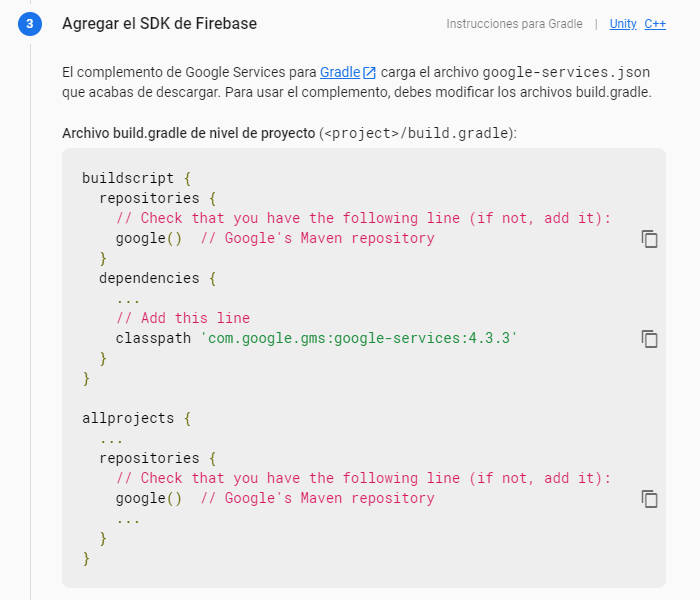 3 Agregar el SDK de Firebase Instrucciones para Gradle | Unity C++
El complemento de Google Services para Gradle carga el archivo google-services.json
que acabas de descargar. Para usar el complemento, debes modificar los archivos build.gradle.
Archivo build.gradle de nivel de proyecto (<project>/build.gradle):
buildscript {
  repositories {
    // Check that you have the following line (if not, add it):
    google()  // Google's Maven repository
  }
  dependencies {
    ...
    // Add this line
    classpath 'com.google.gms:google-services:4.3.3'
  }
}
allprojects {
  ...
  repositories {
    // Check that you have the following line (if not, add it):
    google()  // Google's Maven repository
    ...
  }
}